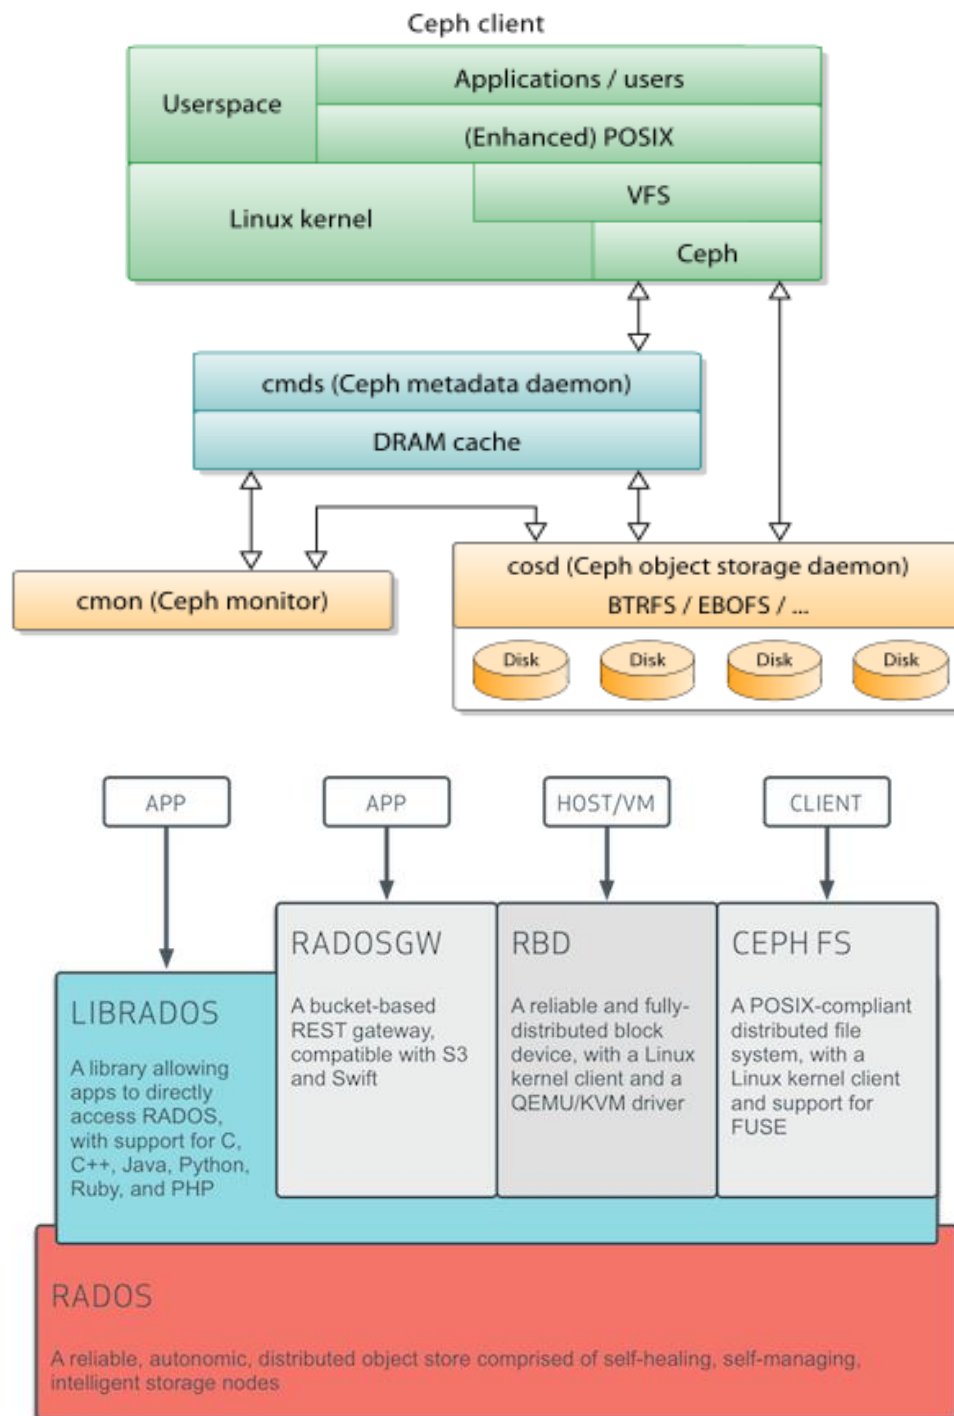 Ceph client
Userspace
Applications / users
(Enhanced) POSIX
Linux kernel
VFS
Ceph
cmds (Ceph metadata daemon)
DRAM cache
cmon (Ceph monitor)
cosd (Ceph object storage daemon)
BTRFS / EBOFS / ...
Disk
Disk
Disk
Disk
APP
APP
HOST/VM
CLIENT
LIBRADOS
A library allowing
apps to directly
access RADOS,
with support for C,
C++, Java, Python,
Ruby, and PHP
RADOSGW
A bucket-based
REST gateway,
compatible with S3
and Swift
RBD
A reliable and fully-
distributed block
device, with a Linux
kernel client and a
QEMU/KVM driver
CEPH FS
A POSIX-compliant
distributed file
system, with a
Linux kernel client
and support for
FUSE
RADOS
A reliable, autonomic, distributed object store comprised of self-healing, self-managing,
intelligent storage nodes